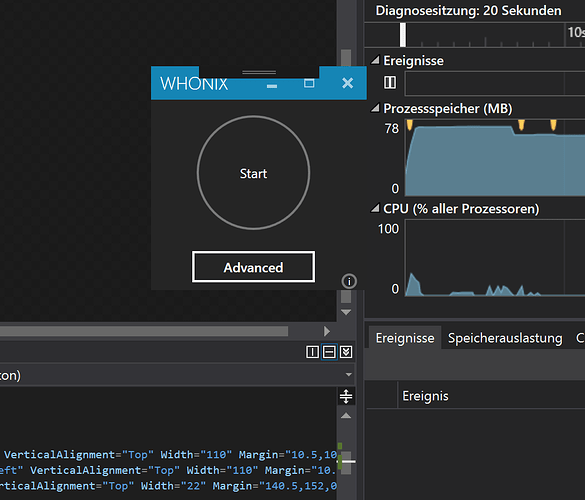 Diagnosesitzung: 20 Sekunden
10s
Ereignisse
WHONIX
Prozessspeicher (MB)
78
0
Start
CPU (% aller Prozessoren)
100
0
Advanced
Ereignisse Speicherauslastung C
ton)
Ereignis
VerticalAlignment="Top" Width="110" Margin="10.5,10
eft" VerticalAlignment="Top" Width="110" Margin="10.
erticalAlignment="Top" Width="22" Margin="140.5,152,0